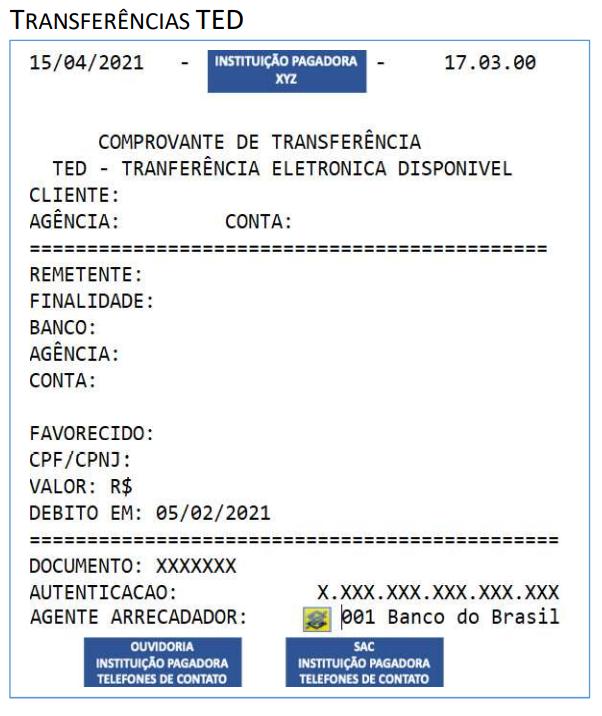 TRANSFERÊNCIAS TED
15/04/2021 - INSTITUIÇÃO PAGADORA XYZ - 17.03.00
COMPROVANTE DE TRANSFERÊNCIA
TED - TRANFERÊNCIA ELETRONICA DISPONIVEL
CLIENTE:
AGÊNCIA: CONTA:
=============================================
REMETENTE:
FINALIDADE:
BANCO:
AGÊNCIA:
CONTA:
FAVORECIDO:
CPF/CPNJ:
VALOR: R$
DEBITO EM: 05/02/2021
==============================================
DOCUMENTO: XXXXXXX
AUTENTICACAO: X.XXX.XXX.XXX.XXX.XXX
AGENTE ARRECADADOR: 001 Banco do Brasil
OUVIDORIA
INSTITUIÇÃO PAGADORA
TELEFONES DE CONTATO
SAC
INSTITUIÇÃO PAGADORA
TELEFONES DE CONTATO